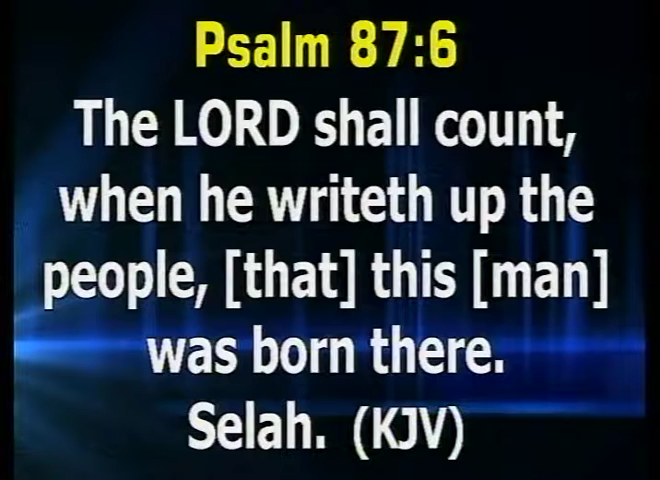 Psalm 87:6
The LORD shall count,
when he writeth up the
people, [that] this [man]
was born there.
Selah. (KJV)